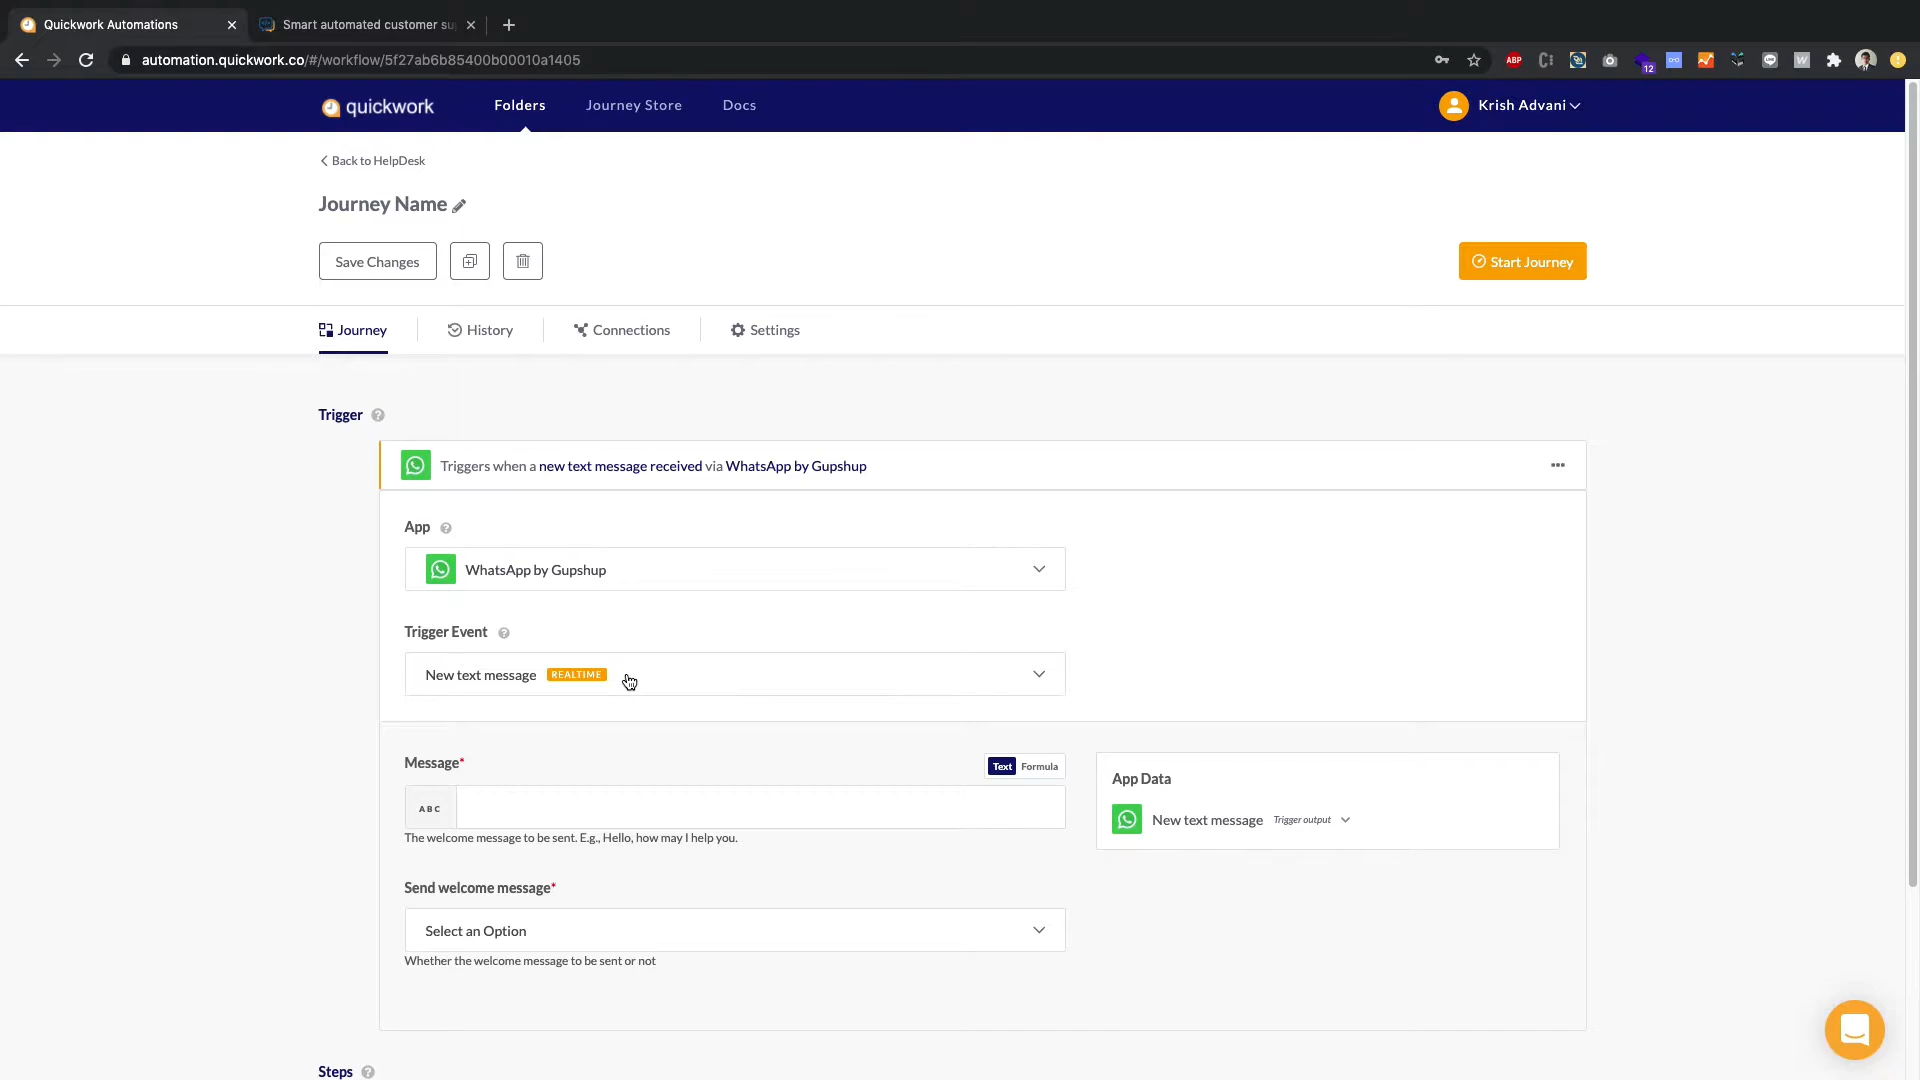 Quickwork Automations
Smart automated customer su
automation.quickwork.co/#/workflow/5f27ab6b85400b00010a1405
ABP
12
W
quickwork
Folders
Journey Store
Docs
Krish Advani
Back to HelpDesk
Journey Name
Save Changes
Start Journey
Journey
History
Connections
Settings
Trigger ?
Triggers when a new text message received via WhatsApp by Gupshup
App ?
WhatsApp by Gupshup
Trigger Event ?
New text message REALTIME
Message*
Text Formula
ABC
The welcome message to be sent. E.g., Hello, how may I help you.
App Data
New text message Trigger output
Send welcome message*
Select an Option
Whether the welcome message to be sent or not
Steps ?